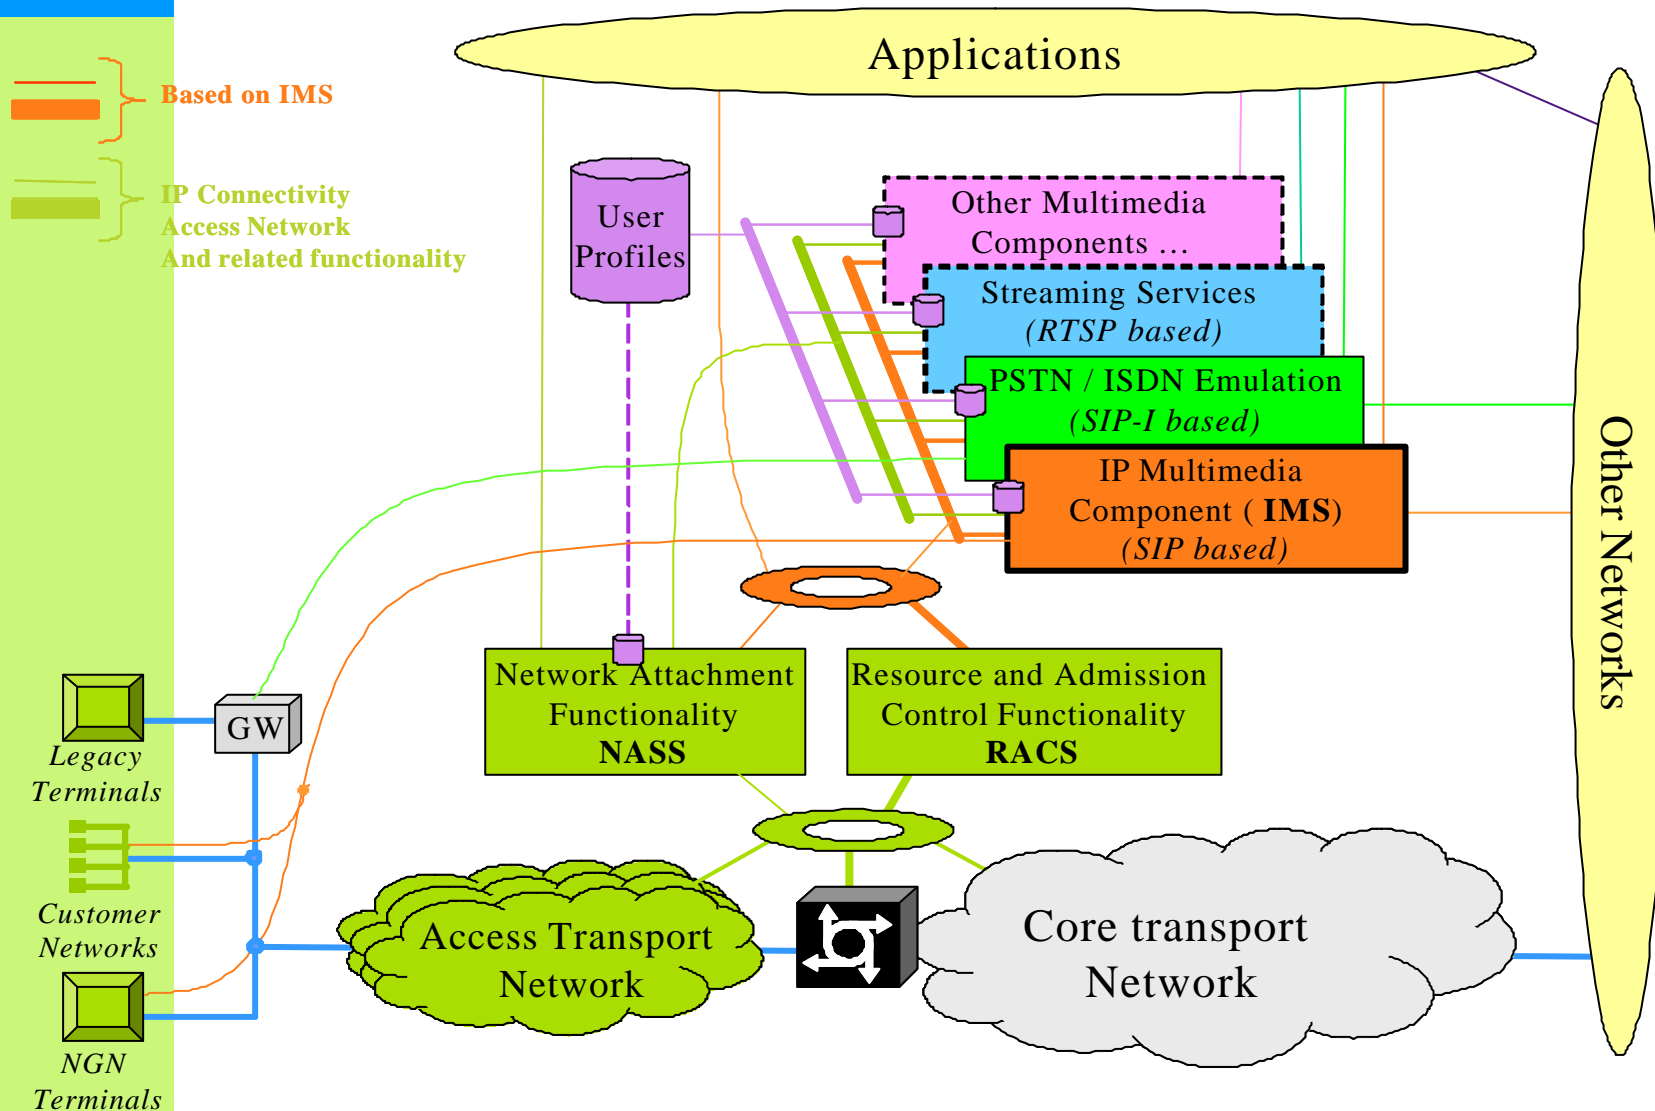 Applications
Based on IMS
IP Connectivity
Access Network
And related functionality
User
Profiles
Other Multimedia
Components ...
Streaming Services
(RTSP based)
PSTN / ISDN Emulation
(SIP-I based)
IP Multimedia
Component ( IMS)
(SIP based)
Other Networks
Network Attachment
Functionality
NASS
Resource and Admission
Control Functionality
RACS
GW
Legacy
Terminals
Customer
Networks
NGN
Terminals
Access Transport
Network
Core transport
Network